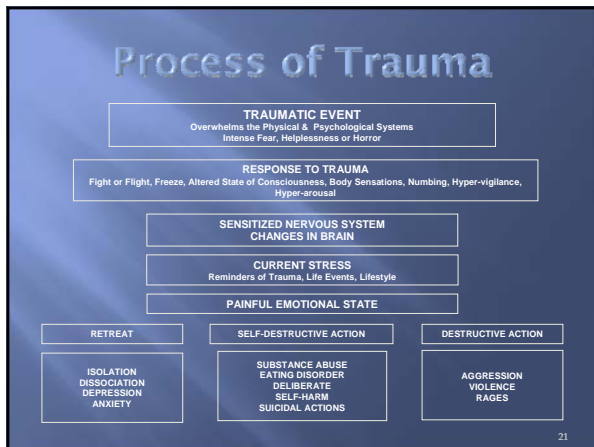 Process of Trauma
TRAUMATIC EVENT
Overwhelms the Physical & Psychological Systems
Intense Fear, Helplessness or Horror
RESPONSE TO TRAUMA
Fight or Flight, Freeze, Altered State of Consciousness, Body Sensations, Numbing, Hyper-vigilance,
Hyper-arousal
SENSITIZED NERVOUS SYSTEM
CHANGES IN BRAIN
CURRENT STRESS
Reminders of Trauma, Life Events, Lifestyle
PAINFUL EMOTIONAL STATE
RETREAT
ISOLATION
DISSOCIATION
DEPRESSION
ANXIETY
SELF-DESTRUCTIVE ACTION
SUBSTANCE ABUSE
EATING DISORDER
DELIBERATE
SELF-HARM
SUICIDAL ACTIONS
DESTRUCTIVE ACTION
AGGRESSION
VIOLENCE
RAGES
21